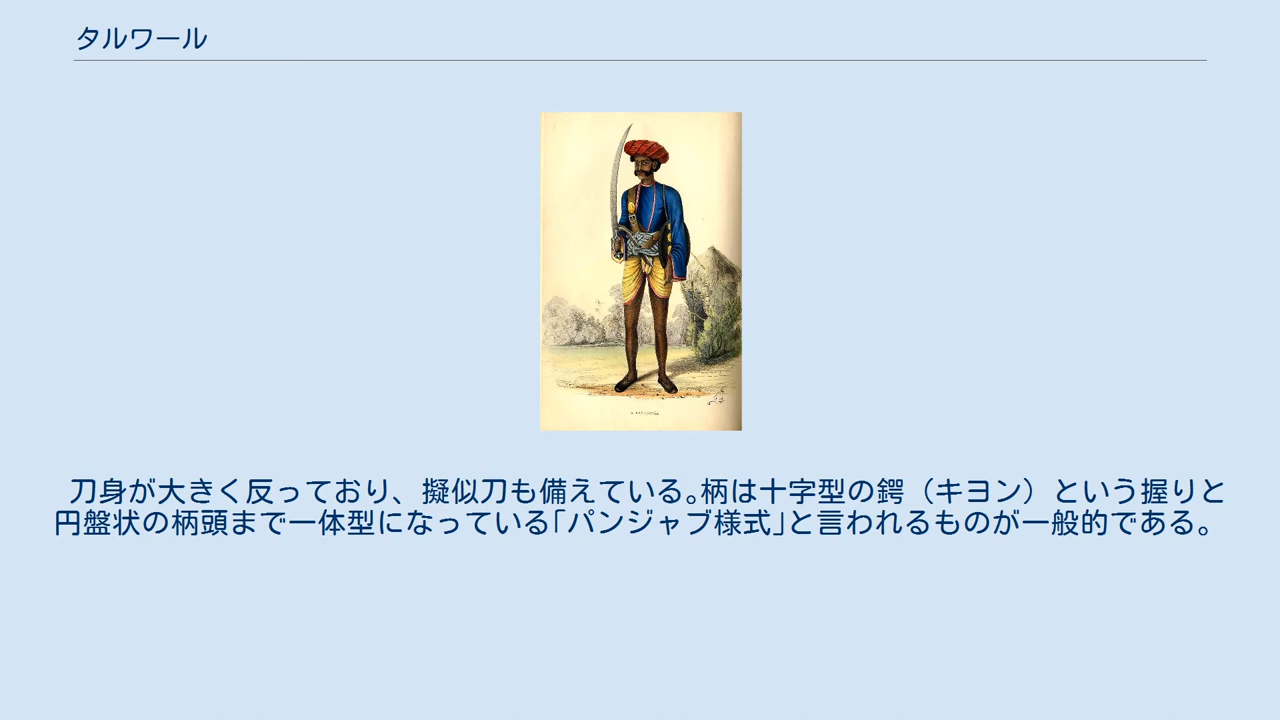 タルワール
刀身が大きく反っており、擬似刀も備えている｡柄は十字型の鍔（キヨン）という握りと
円盤状の柄頭まで一体型になっている｢パンジャブ様式｣と言われるものが一般的である。